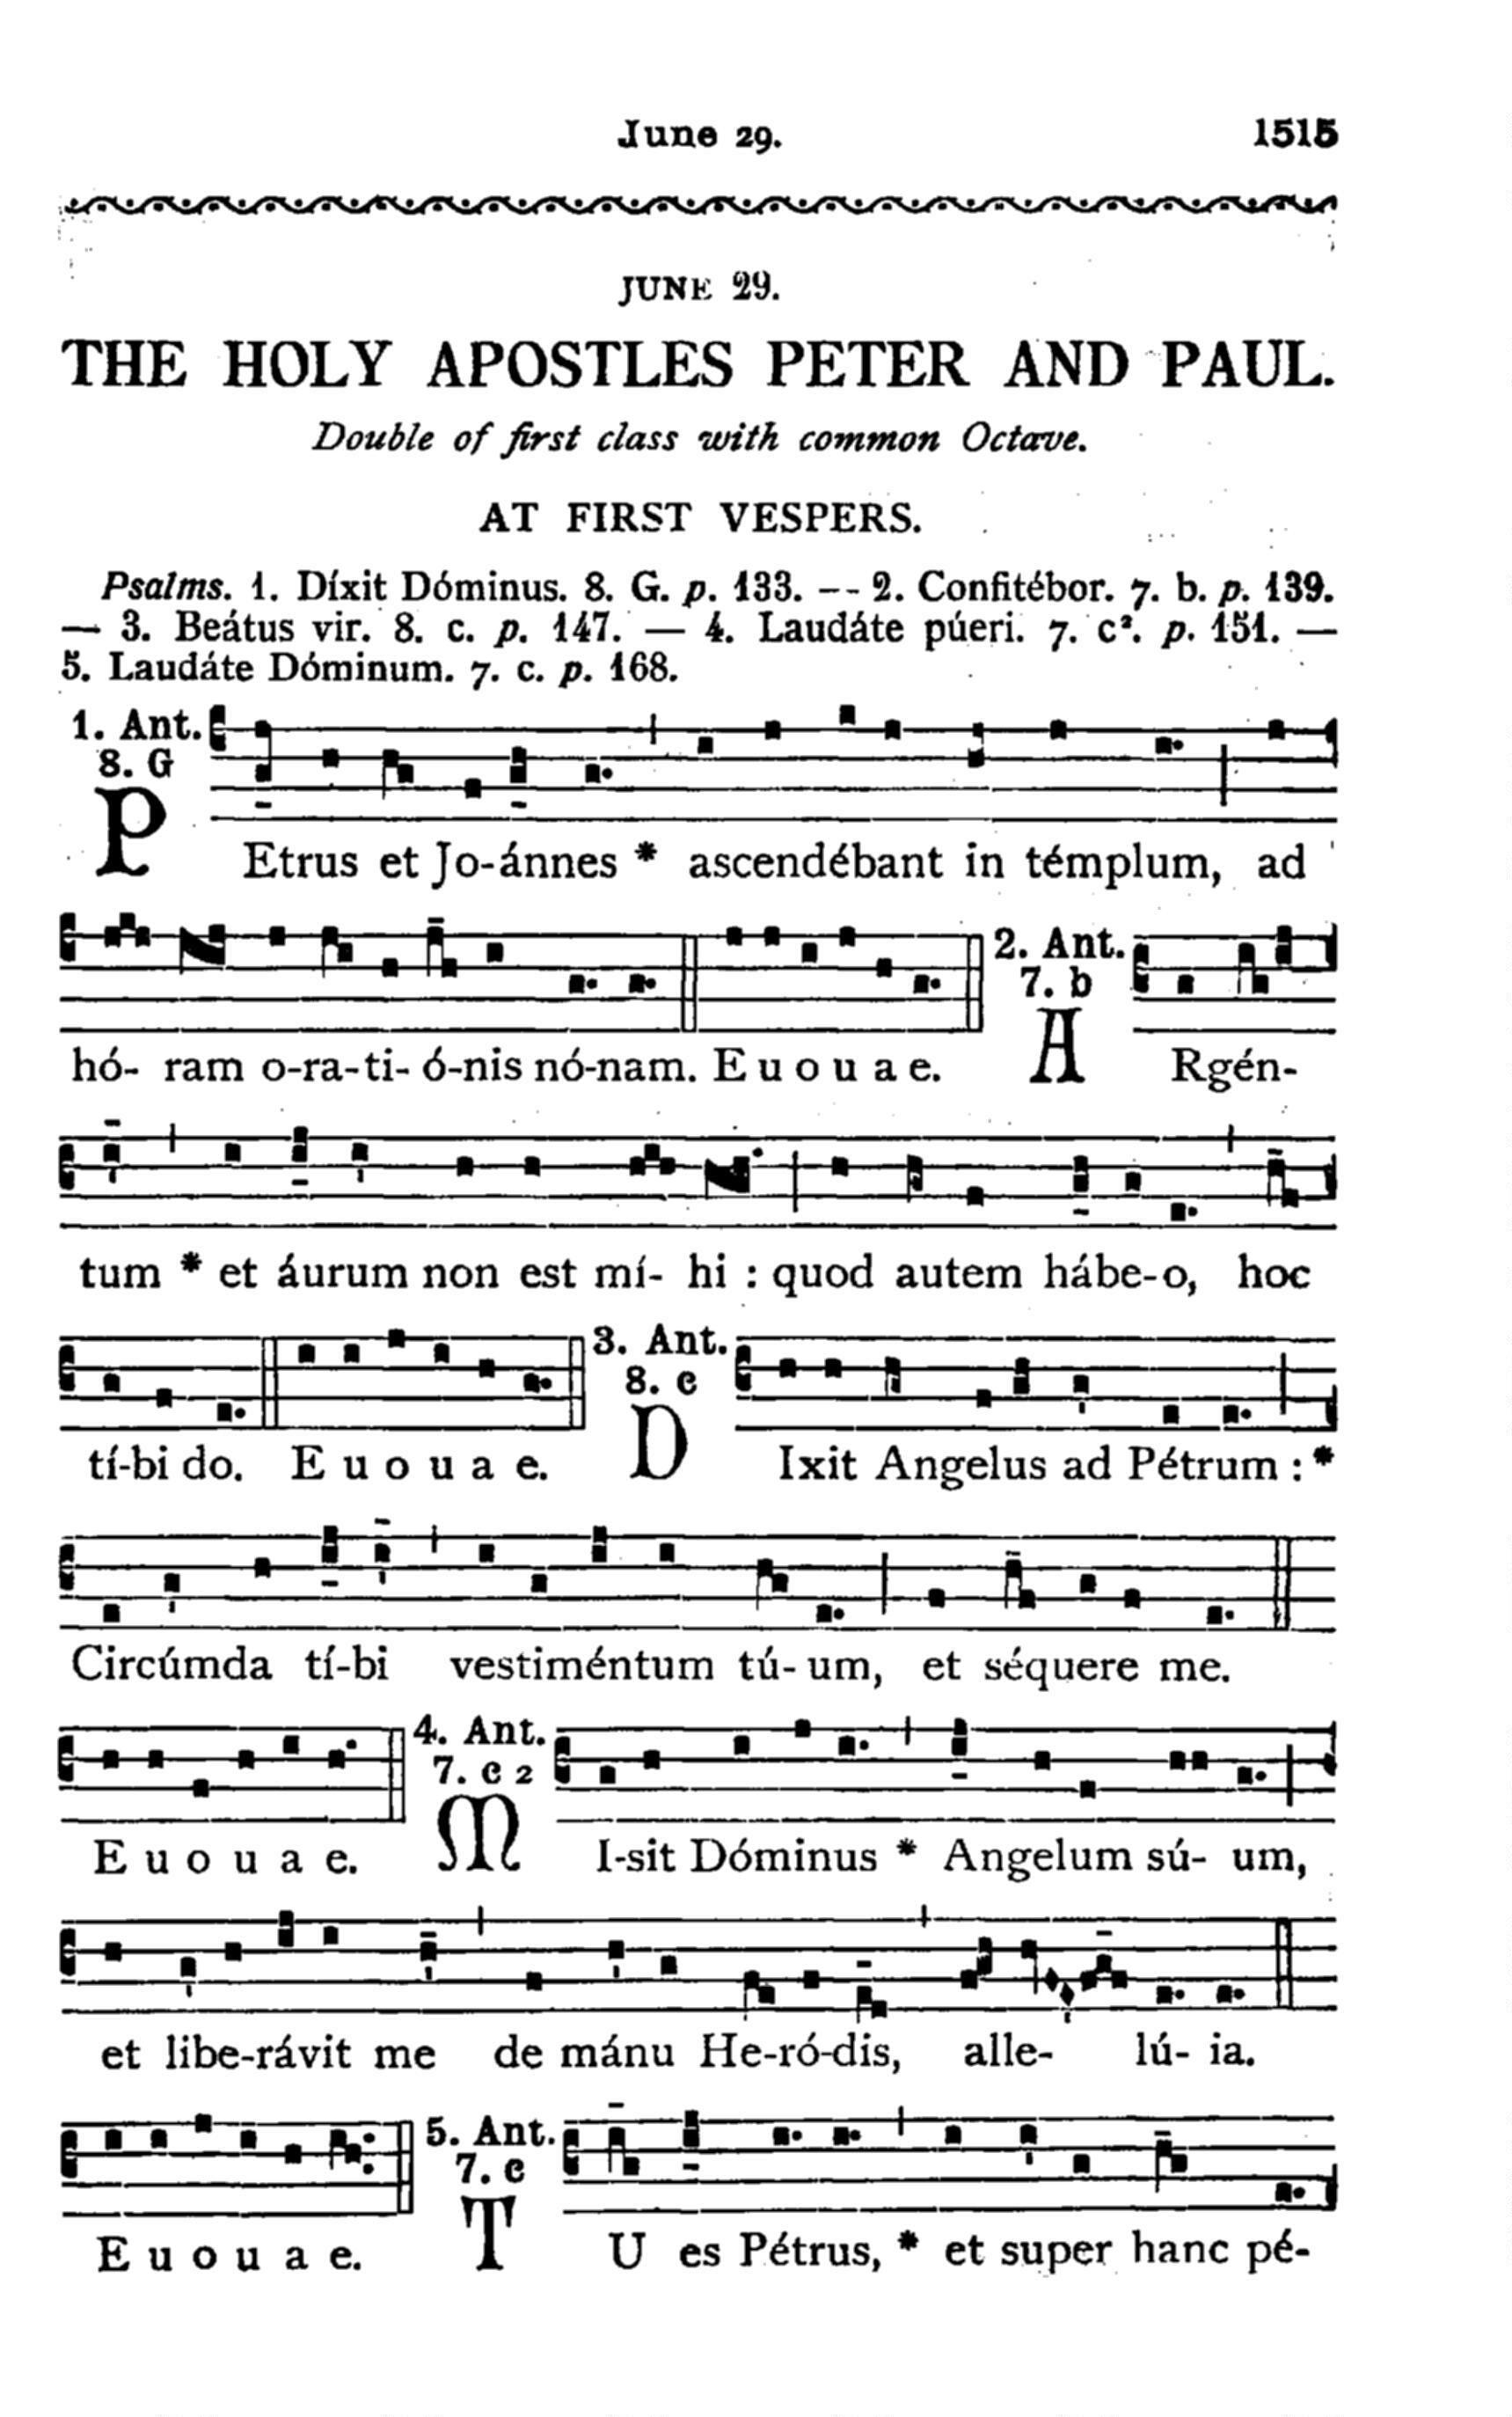 June 29. 1515
JUNE 29.
THE HOLY APOSTLES PETER AND PAUL.
Double of first class with common Octave.
AT FIRST VESPERS.
Psalms. 1. Díxit Dóminus. 8. G. p. 133. -- 2. Confitébor. 7. b. p. 139.
— 3. Beátus vir. 8. c. p. 147. — 4. Laudáte púeri. 7. c². p. 151. —
5. Laudáte Dóminum. 7. c. p. 168.
1. Ant.
8. G
PEtrus et Jo-ánnes * ascendébant in témplum, ad
2. Ant.
7. b
hó- ram o-ra-ti- ó-nis nó-nam. E u o u a e. ARgén-
tum * et áurum non est mí- hi : quod autem hábe-o, hoc
3. Ant.
8. c
tí-bi do. E u o u a e. DIxit Angelus ad Pétrum : *
Circúmda tí-bi vestiméntum tú- um, et séquere me.
4. Ant.
7. c 2
E u o u a e. MI-sit Dóminus * Angelum sú- um,
et libe-rávit me de mánu He-ró-dis, alle- lú- ia.
5. Ant.
7. c
E u o u a e. TU es Pétrus, * et super hanc pé-